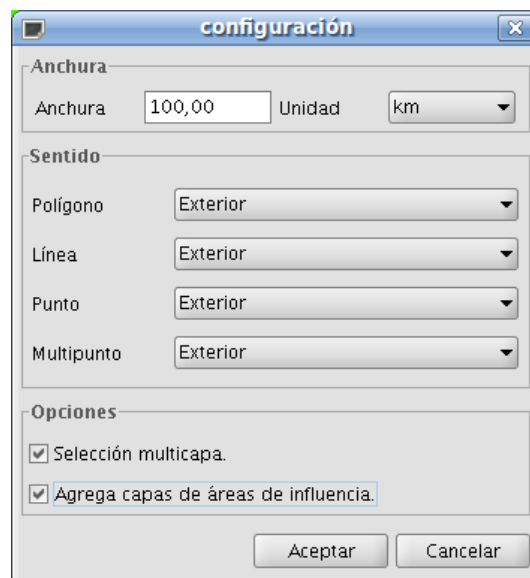 configuración
Anchura
Anchura 100,00 Unidad km
Sentido
Polígono Exterior
Línea Exterior
Punto Exterior
Multipunto Exterior
Opciones
Selección multicapa.
Agrega capas de áreas de influencia.
Aceptar Cancelar